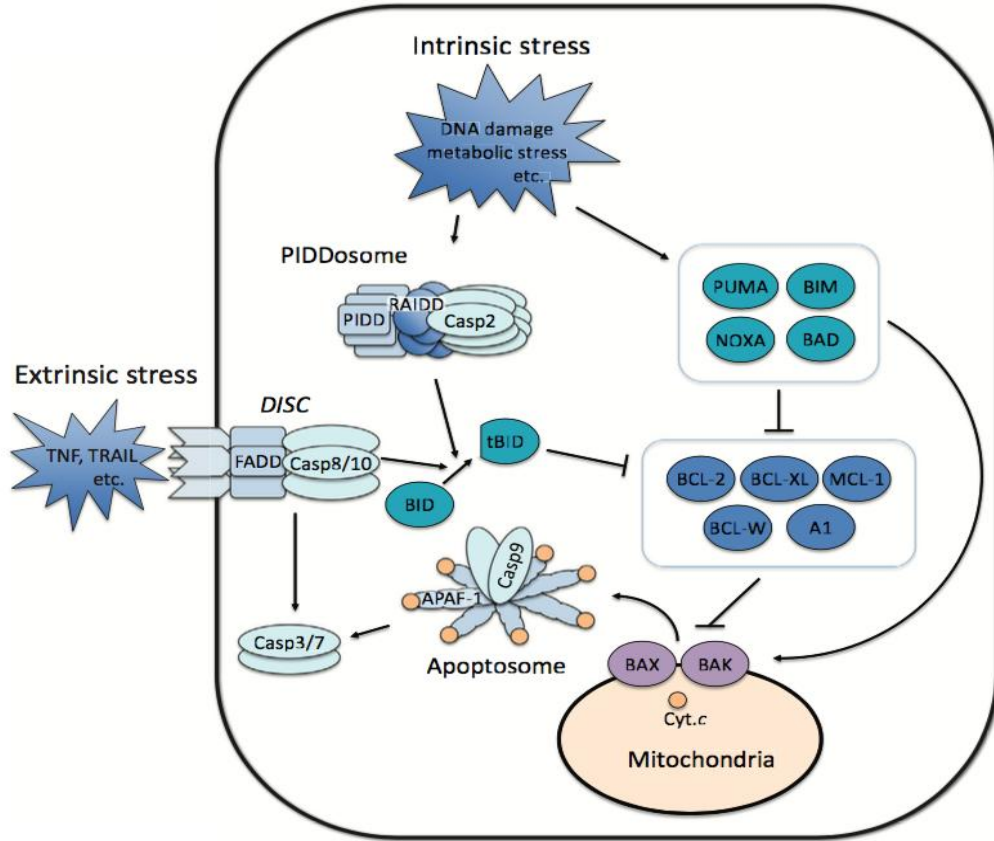 Intrinsic stress
DNA damage
metabolic stress
etc.
PIDDosome
PIDD
RAIDD
Casp2
PUMA
BIM
NOXA
BAD
Extrinsic stress
TNF, TRAIL
etc.
DISC
FADD
Casp8/10
tBID
BID
BCL-2
BCL-XL
MCL-1
BCL-W
A1
Casp9
APAF-1
Apoptosome
Casp3/7
BAX
BAK
Cyt.c
Mitochondria